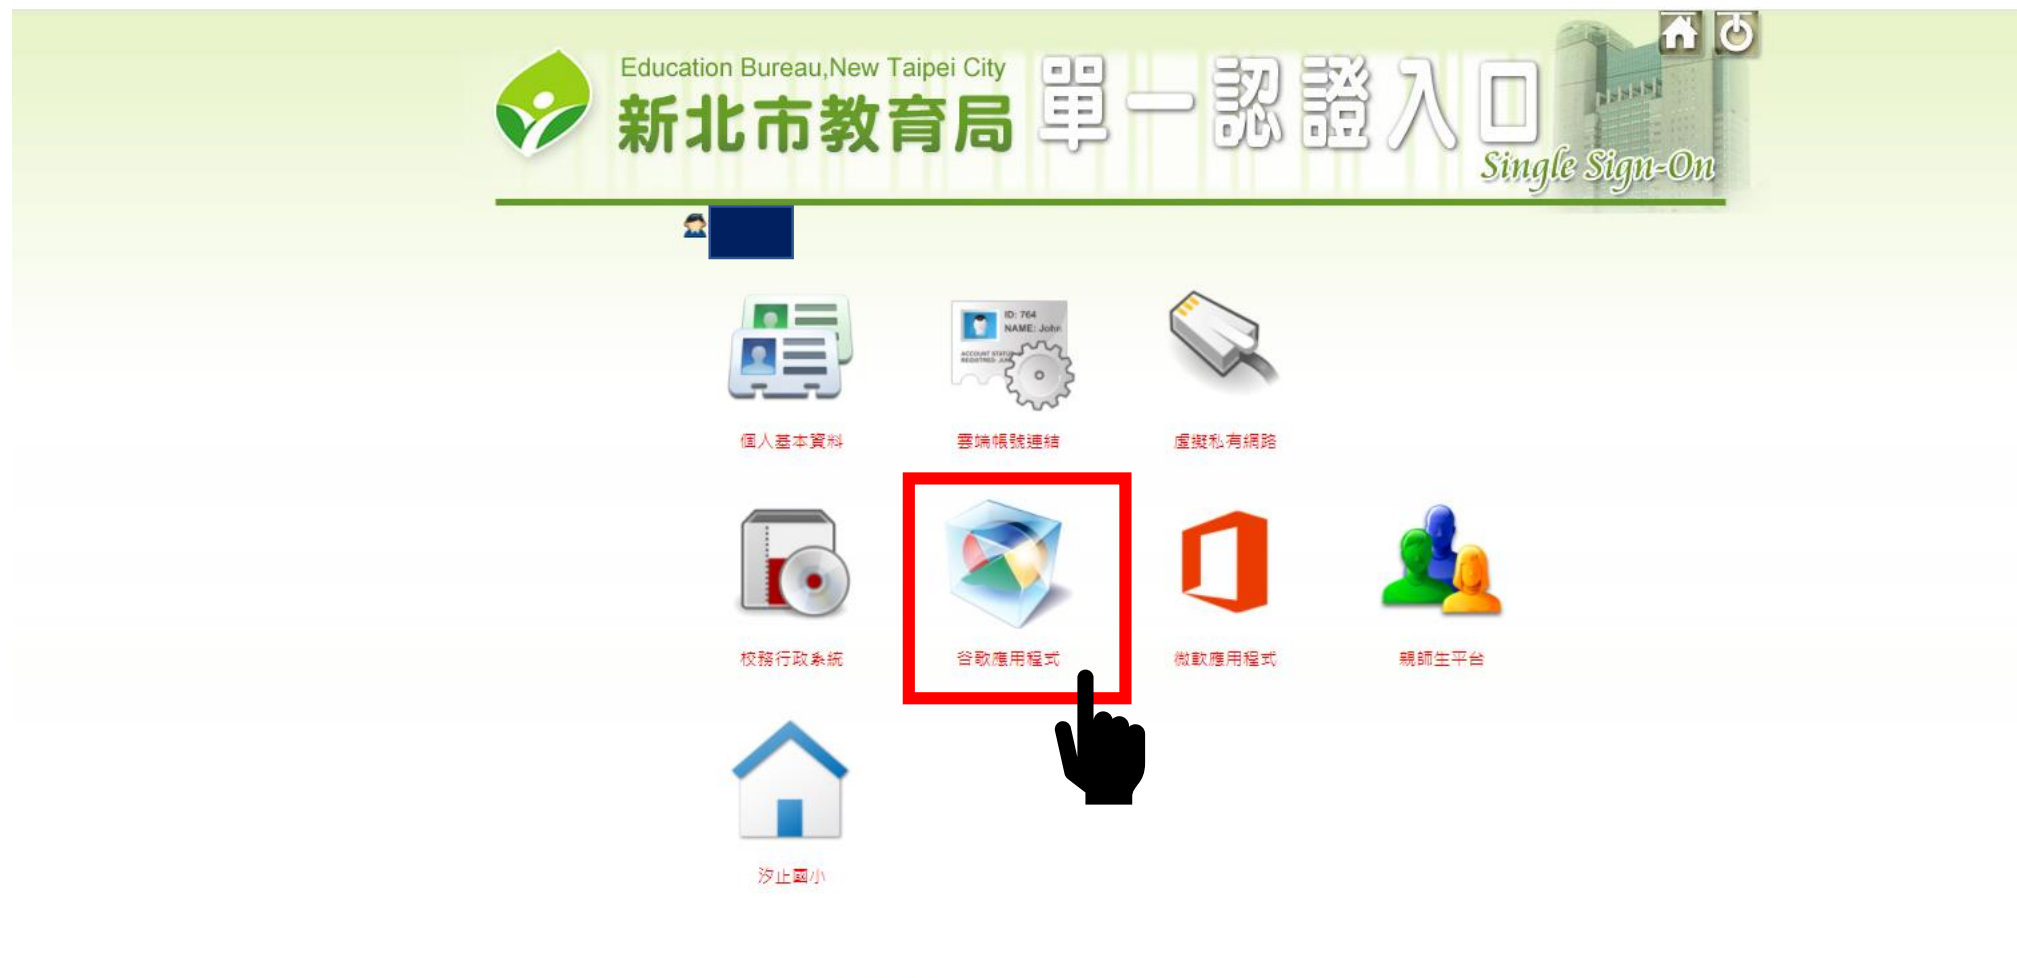 Education Bureau,New Taipei City
新北市教育局
單一認證入口
Single Sign-On
ID: 764
NAME: John
個人基本資料
雲端帳號連結
虛擬私有網路
校務行政系統
谷歌應用程式
微軟應用程式
親師生平台
汐止國小